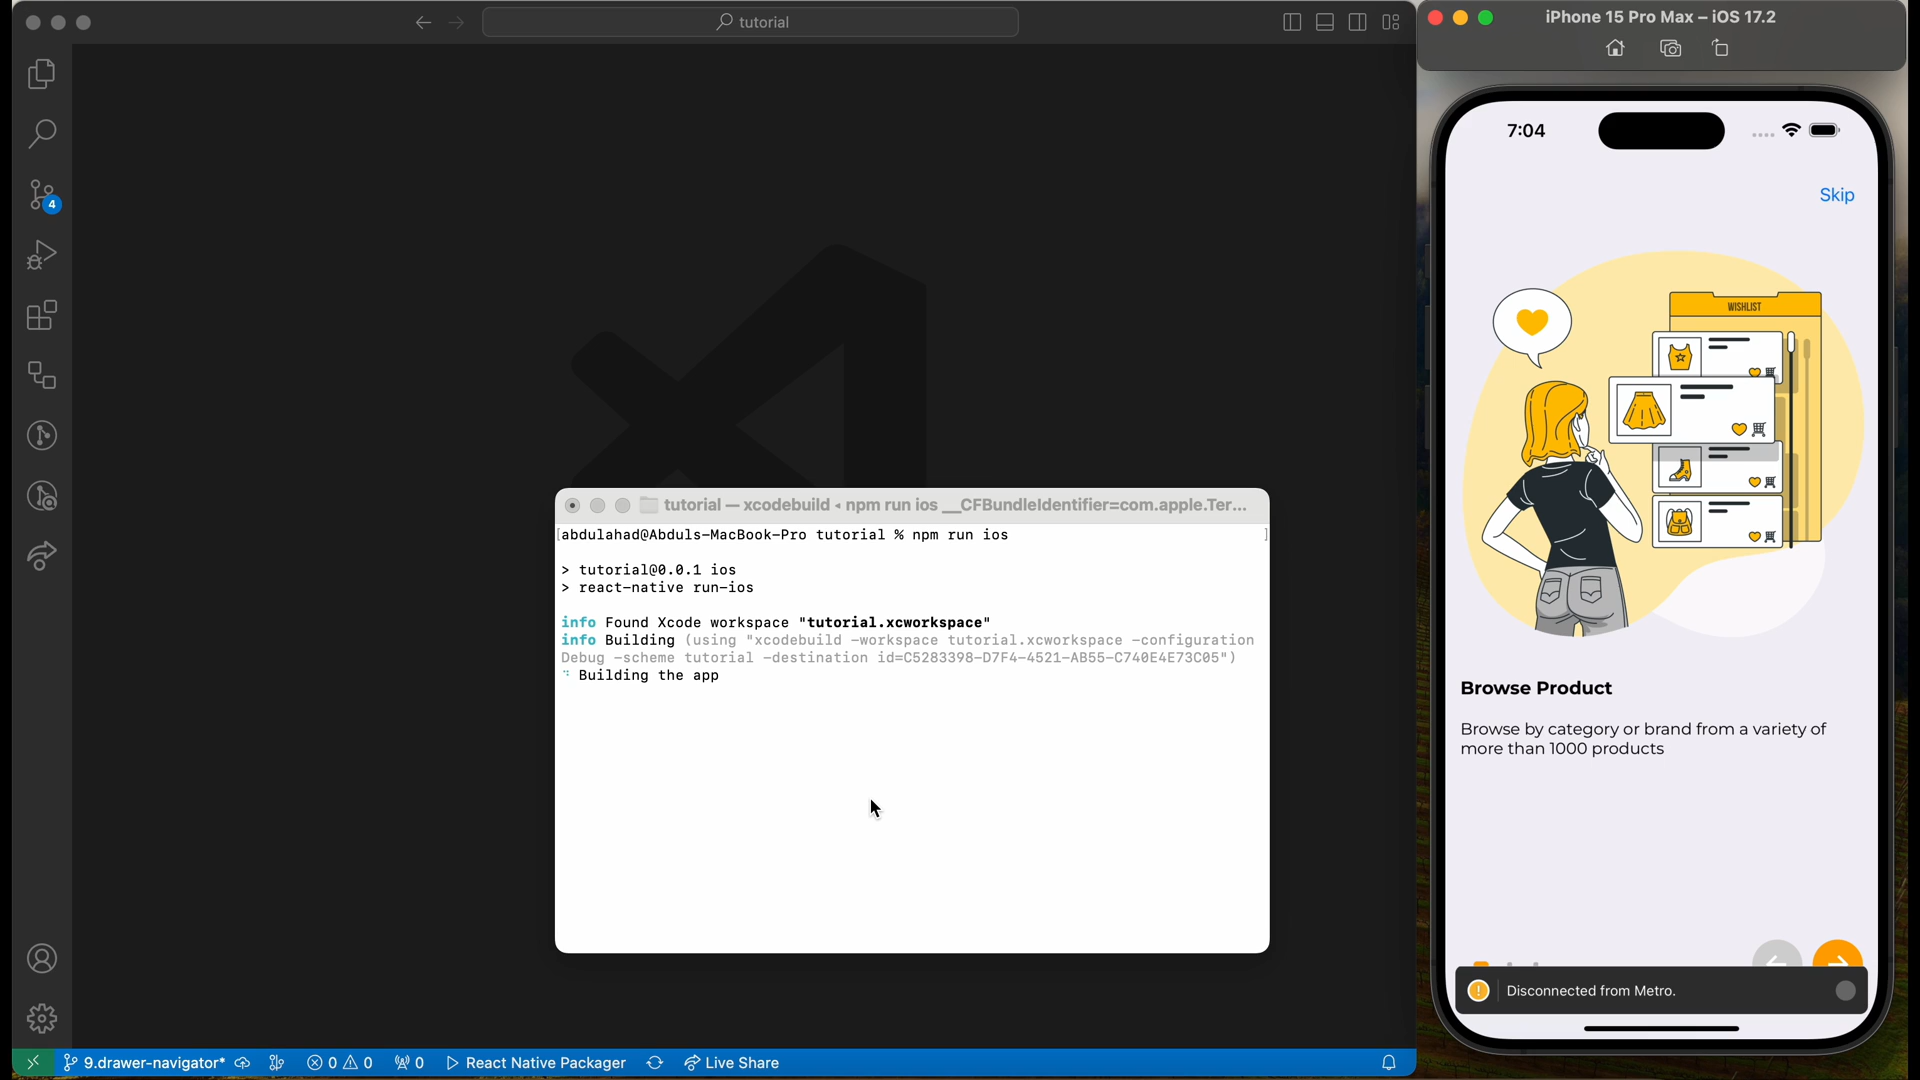 tutorial
4
tutorial — xcodebuild ◂ npm run ios __CFBundleIdentifier=com.apple.Ter...
[abdulahad@Abduls-MacBook-Pro tutorial % npm run ios ]
> tutorial@0.0.1 ios
> react-native run-ios
info Found Xcode workspace "tutorial.xcworkspace"
info Building (using "xcodebuild -workspace tutorial.xcworkspace -configuration
Debug -scheme tutorial -destination id=C5283398-D7F4-4521-AB55-C740E4E73C05")
Building the app
9.drawer-navigator* 0 0 0 React Native Packager Live Share
iPhone 15 Pro Max – iOS 17.2
7:04
Skip
WISHLIST
Browse Product
Browse by category or brand from a variety of
more than 1000 products
Disconnected from Metro.